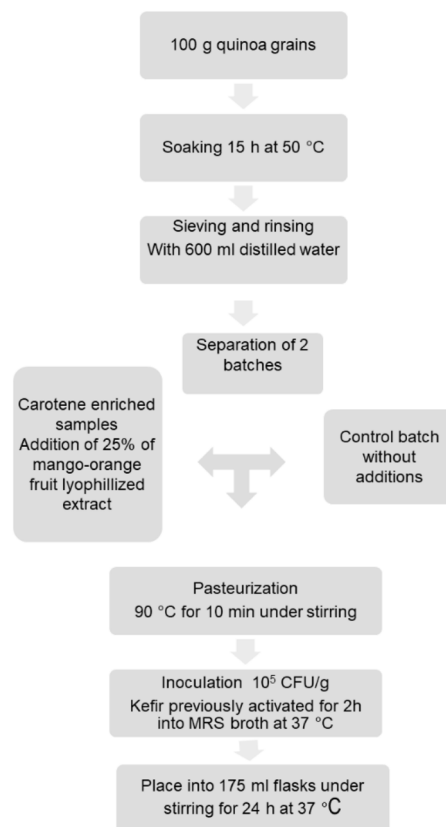 100 g quinoa grains
Soaking 15 h at 50 °C
Sieving and rinsing
With 600 ml distilled water
Separation of 2
batches
Carotene enriched
samples
Addition of 25% of
mango-orange
fruit lyophillized
extract
Control batch
without
additions
Pasteurization
90 °C for 10 min under stirring
Inoculation 10⁵ CFU/g
Kefir previously activated for 2h
into MRS broth at 37 °C
Place into 175 ml flasks under
stirring for 24 h at 37 °C